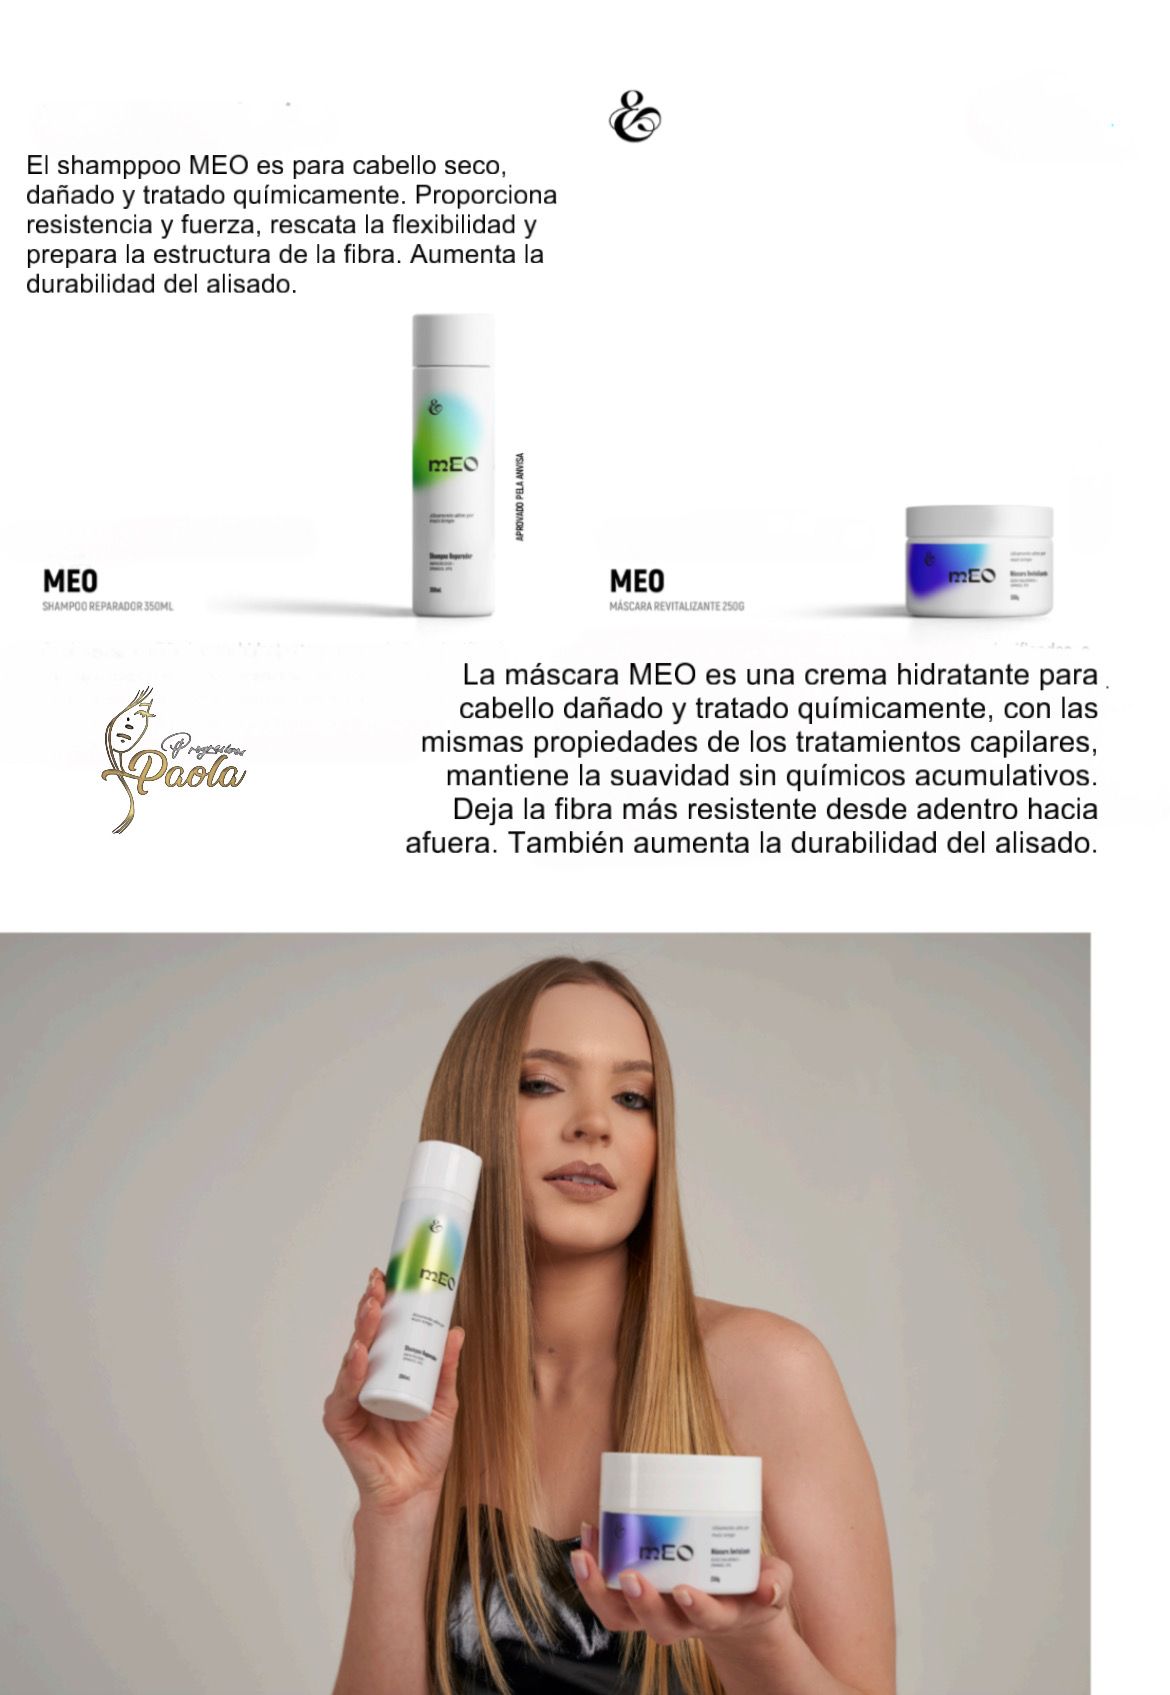 &
El shamppoo MEO es para cabello seco,
dañado y tratado químicamente. Proporciona
resistencia y fuerza, rescata la flexibilidad y
prepara la estructura de la fibra. Aumenta la
durabilidad del alisado.
&
mEO
Shampoo Reparador
APROVADO PELA ANVISA
MEO
SHAMPOO REPARADOR 350ML
MEO
MÁSCARA REVITALIZANTE 250G
&
mEO
Máscara Revitalizante
La máscara MEO es una crema hidratante para
cabello dañado y tratado químicamente, con las
mismas propiedades de los tratamientos capilares,
mantiene la suavidad sin químicos acumulativos.
Deja la fibra más resistente desde adentro hacia
afuera. También aumenta la durabilidad del alisado.
Paola
&
mEO
Shampoo Reparador
mEO
Máscara Revitalizante